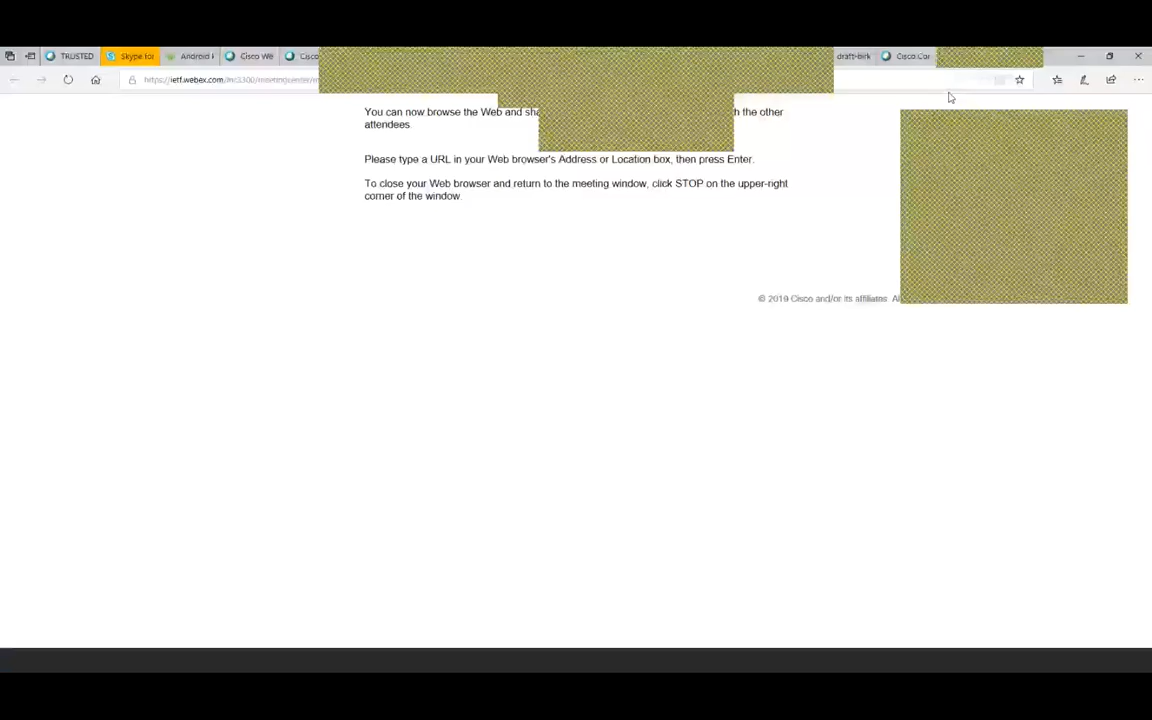 TRUSTED Skype for Android Cisco We Cisco draft-birk Cisco Cor
https://ietf.webex.com
You can now browse the Web and sha h the other
attendees.
Please type a URL in your Web browser's Address or Location box, then press Enter.
To close your Web browser and return to the meeting window, click STOP on the upper-right
corner of the window.
Cisco and/or its affiliates. Al